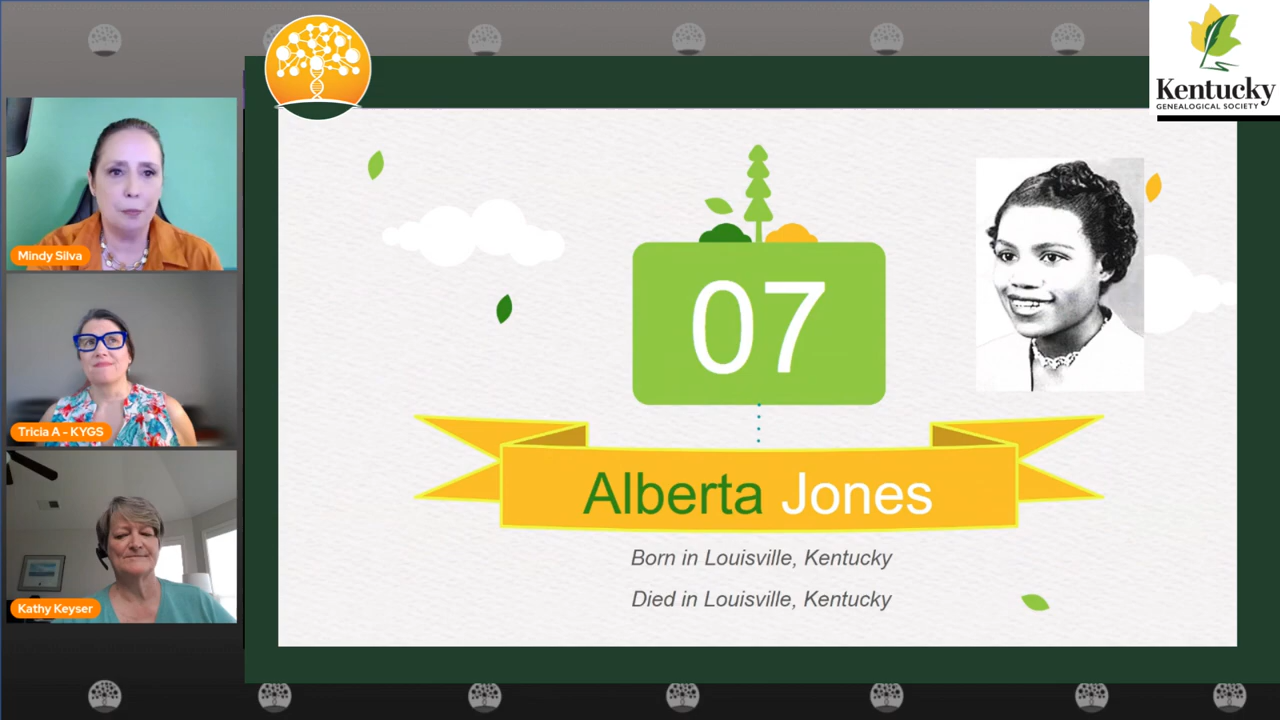 Kentucky
GENEALOGICAL SOCIETY
Mindy Silva
Tricia A - KYGS
Kathy Keyser
07
Alberta Jones
Born in Louisville, Kentucky
Died in Louisville, Kentucky